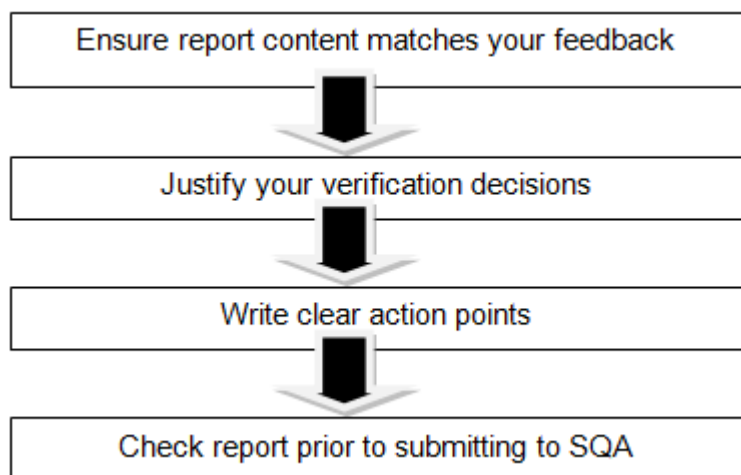 Ensure report content matches your feedback
Justify your verification decisions
Write clear action points
Check report prior to submitting to SQA